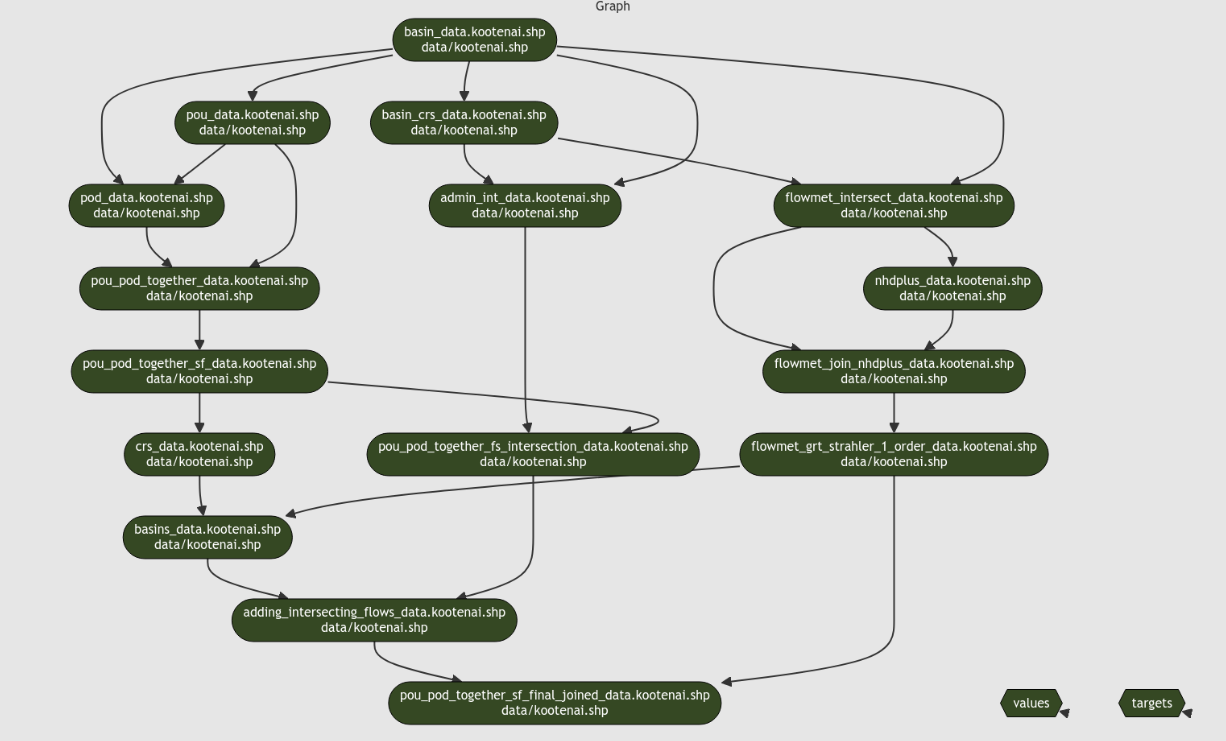 Graph
basin_data.kootenai.shp
data/kootenai.shp
pou_data.kootenai.shp
data/kootenai.shp
basin_crs_data.kootenai.shp
data/kootenai.shp
pod_data.kootenai.shp
data/kootenai.shp
admin_int_data.kootenai.shp
data/kootenai.shp
flowmet_intersect_data.kootenai.shp
data/kootenai.shp
pou_pod_together_data.kootenai.shp
data/kootenai.shp
nhdplus_data.kootenai.shp
data/kootenai.shp
pou_pod_together_sf_data.kootenai.shp
data/kootenai.shp
flowmet_join_nhdplus_data.kootenai.shp
data/kootenai.shp
crs_data.kootenai.shp
data/kootenai.shp
pou_pod_together_fs_intersection_data.kootenai.shp
data/kootenai.shp
flowmet_grt_strahler_1_order_data.kootenai.shp
data/kootenai.shp
basins_data.kootenai.shp
data/kootenai.shp
adding_intersecting_flows_data.kootenai.shp
data/kootenai.shp
pou_pod_together_sf_final_joined_data.kootenai.shp
data/kootenai.shp
values
targets